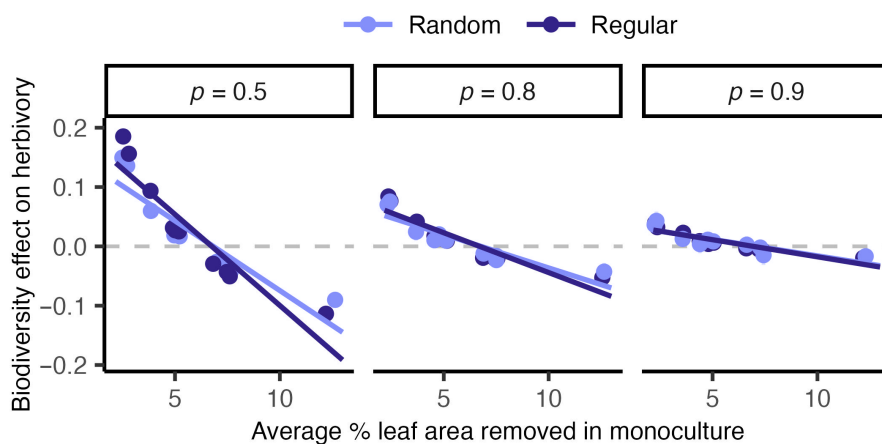 Random Regular
p = 0.5 p = 0.8 p = 0.9
Biodiversity effect on herbivory
0.2
0.1
0.0
−0.1
−0.2
5 10 5 10 5 10
Average % leaf area removed in monoculture